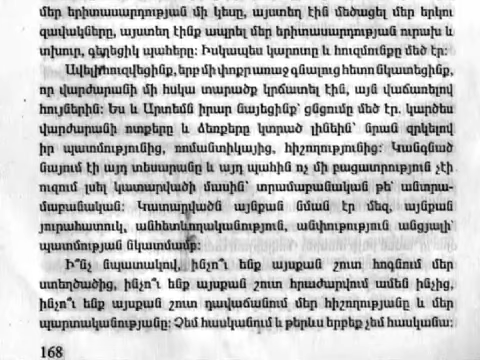 մեր երիտասարդության մի կեսը, այստեղ էին մեծացել մեր երկու
զավակները, այստեղ էինք ապրել մեր երիտասարդության ուրախ և
տխուր, գեղեցիկ պահերը: Իսկապես կարոտը և հուզմունքը մեծ էր:
Ավելի հուզվեցինք, երբ մի փոքր առաջ գնալուց հետո նկատեցինք,
որ վարժարանի մի հսկա տարածք կրճատել էին, այն վաճառելով
հույներին: Ես և Արտեմն իրար նայեցինք՝ ցնցումը մեծ էր. կարծես
վարժարանի ոտքերը և ձեռքերը կտրած լինեին՝ նրան զրկելով
իր պատմությունից, ռոմանտիկայից, հիշողությունից: Կանգնած
նայում էի այդ տեսարանը և այդ պահին ոչ մի բացատրություն չէի
ուզում լսել կատարվածի մասին՝ տրամաբանական թե՝ անտրա-
մաբանական: Կատարվածն այնքան նման էր մեզ, այնքան
յուրահատուկ, անհետևողականություն, անփութություն անցյալի՝
պատմության նկատմամբ:
Ի՞նչ նպատակով, ինչո՞ւ ենք այսքան շուտ հոգնում մեր
ստեղծածից, ինչո՞ւ ենք այսքան շուտ հրաժարվում ամեն ինչից,
ինչո՞ւ ենք այսքան շուտ դավաճանում մեր հիշողությանը և մեր
պարտականությանը: Չեմ հասկանում և թերևս երբեք չեմ հասկանա:
168